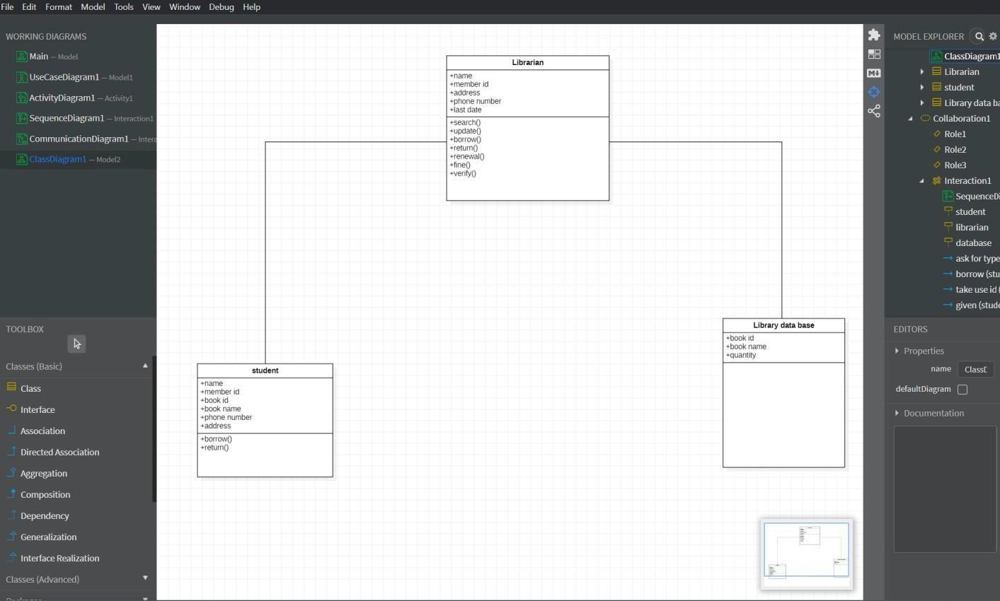 File Edit Format Model Tools View Window Debug Help
WORKING DIAGRAMS
Main — Model
UseCaseDiagram1 — Model1
ActivityDiagram1 — Activity1
SequenceDiagram1 — Interaction1
CommunicationDiagram1 — Intera
ClassDiagram1 — Model2
TOOLBOX
Classes (Basic)
Class
Interface
Association
Directed Association
Aggregation
Composition
Dependency
Generalization
Interface Realization
Classes (Advanced)
Librarian
+name
+member id
+address
+phone number
+last date
+search()
+update()
+borrow()
+return()
+renewal()
+fine()
+verify()
student
+name
+member id
+book id
+book name
+phone number
+address
+borrow()
+return()
Library data base
+book id
+book name
+quantity
MODEL EXPLORER
ClassDiagram1
Librarian
student
Library data ba
Collaboration1
Role1
Role2
Role3
Interaction1
SequenceDi
student
librarian
database
ask for type
borrow (stu
take use id (
given (stude
EDITORS
Properties
name ClassD
defaultDiagram
Documentation